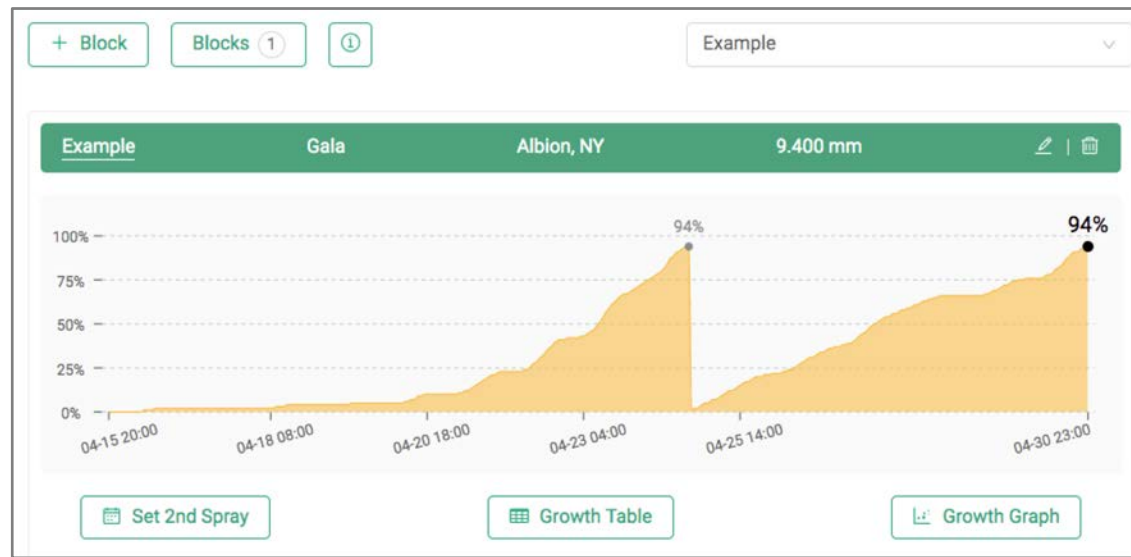 + Block Blocks 1 Example
Example Gala Albion, NY 9.400 mm
94% 94%
100%
75%
50%
25%
0%
04-15 20:00 04-18 08:00 04-20 18:00 04-23 04:00 04-25 14:00 04-30 23:00
Set 2nd Spray Growth Table Growth Graph